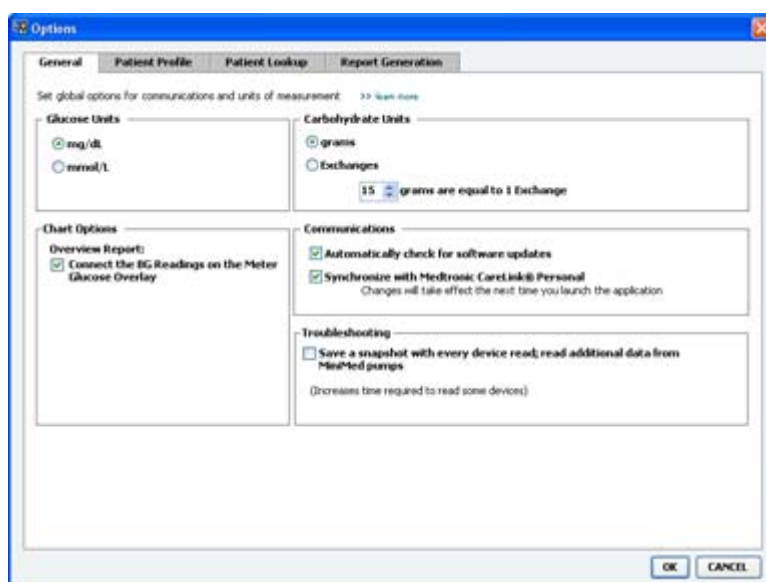 Options
General Patient Profile Patient Lookup Report Generation
Set global options for communications and units of measurement >> learn more
Glucose Units
mg/dL
mmol/L
Carbohydrate Units
grams
Exchanges
15 grams are equal to 1 Exchange
Chart Options
Overview Report:
Connect the BG Readings on the Meter
Glucose Overlay
Communications
Automatically check for software updates
Synchronize with Medtronic CareLink® Personal
Changes will take effect the next time you launch the application
Troubleshooting
Save a snapshot with every device read; read additional data from
MiniMed pumps
(Increases time required to read some devices)
OK CANCEL